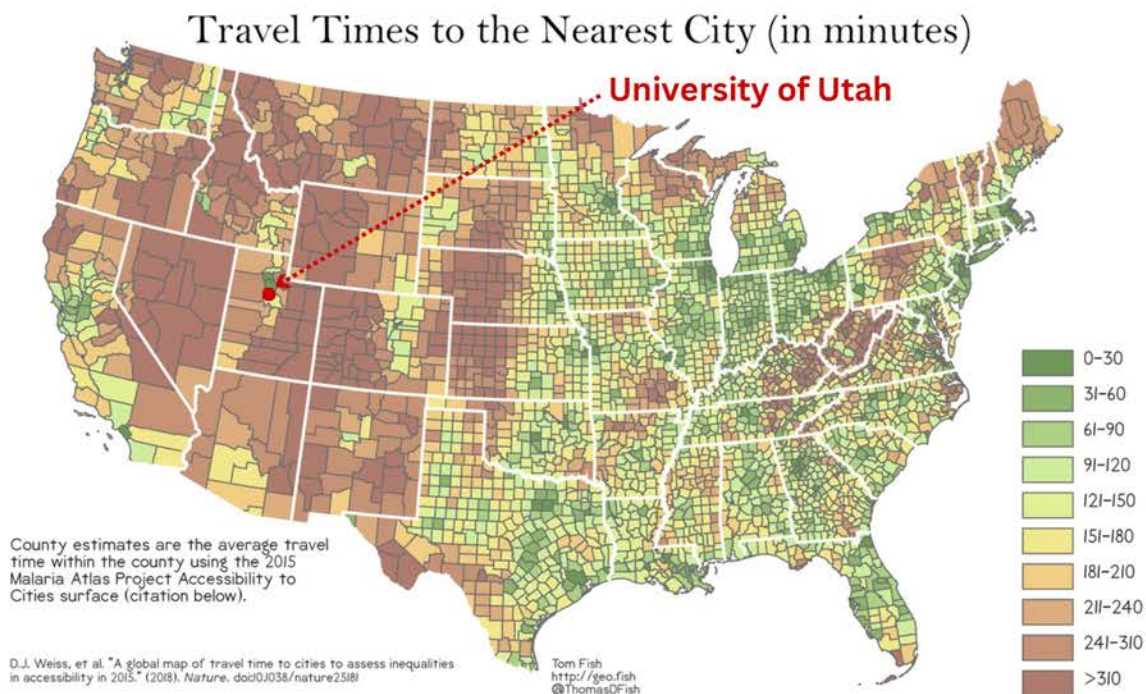 Travel Times to the Nearest City (in minutes)
University of Utah
0-30
31-60
61-90
91-120
121-150
151-180
181-210
211-240
241-310
>310
County estimates are the average travel
time within the county using the 2015
Malaria Atlas Project Accessibility to
Cities surface (citation below).
D.J. Weiss, et al. "A global map of travel time to cities to assess inequalities
in accessibility in 2015." (2018). Nature. doi:10.1038/nature25181
Tom Fish
http://geo.fish
@ThomasDFish